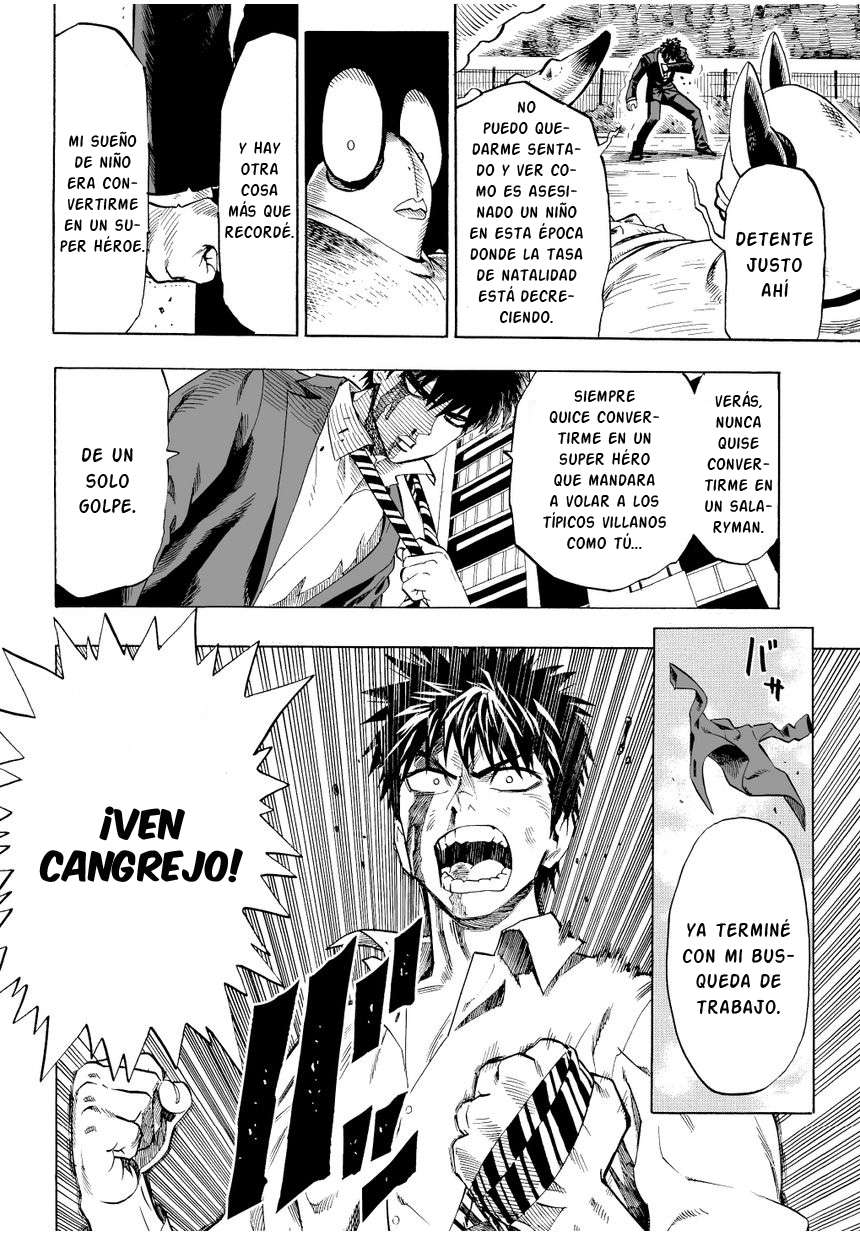 DETENTE
JUSTO
AHÍ
NO
PUEDO QUE-
DARME SENTA-
DO Y VER CO-
MO ES ASESI-
NADO UN NIÑO
EN ESTA ÉPOCA
DONDE LA TASA
DE NATALIDAD
ESTÁ DECRE-
CIENDO.
Y HAY
OTRA
COSA
MÁS QUE
RECORDÉ.
MI SUEÑO
DE NIÑO
ERA CON-
VERTIRME
EN UN SU-
PER HÉROE.
VERÁS,
NUNCA
QUISE
CONVER-
TIRME EN
UN SALA-
RYMAN.
SIEMPRE
QUICE CONVER-
TIRME EN UN
SUPER HÉRO
QUE MANDARA
A VOLAR A LOS
TÍPICOS VILLANOS
COMO TÚ...
DE UN
SOLO
GOLPE.
バサ
YA TERMINÉ
CON MI BUS-
QUEDA DE
TRABAJO.
¡VEN
CANGREJO!
バッ